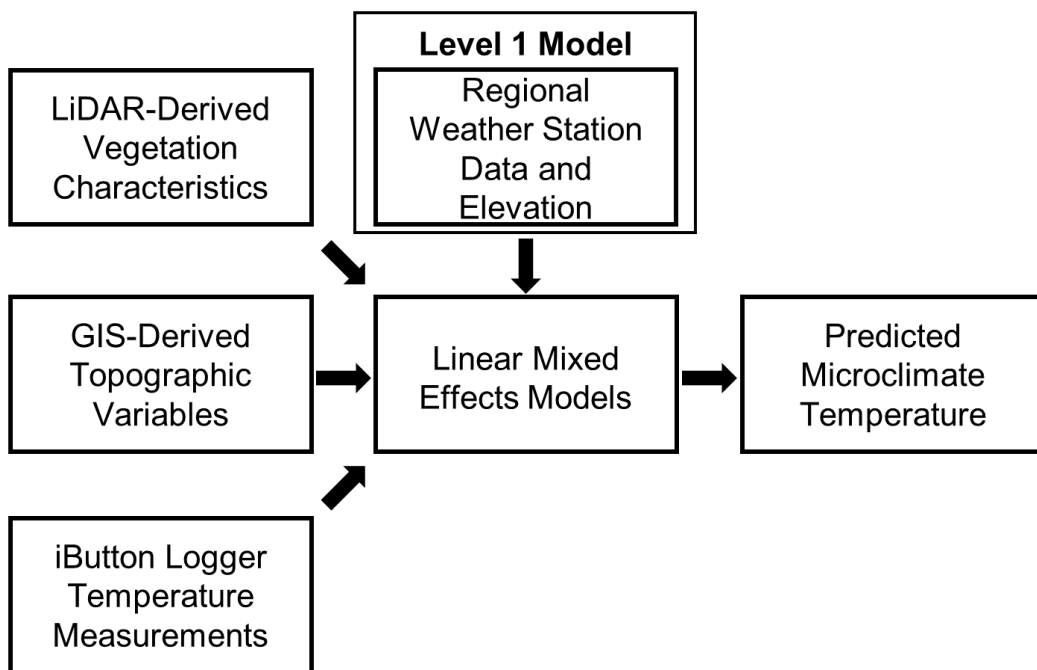 Level 1 Model
Regional
Weather Station
Data and
Elevation
LiDAR-Derived
Vegetation
Characteristics
GIS-Derived
Topographic
Variables
Linear Mixed
Effects Models
Predicted
Microclimate
Temperature
iButton Logger
Temperature
Measurements